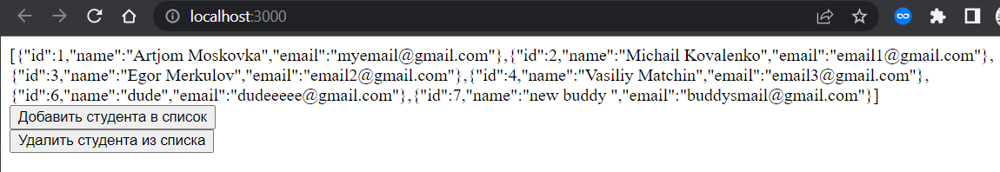 localhost:3000
[{"id":1,"name":"Artjom Moskovka","email":"myemail@gmail.com"},{"id":2,"name":"Michail Kovalenko","email":"email1@gmail.com"},
{"id":3,"name":"Egor Merkulov","email":"email2@gmail.com"},{"id":4,"name":"Vasiliy Matchin","email":"email3@gmail.com"},
{"id":6,"name":"dude","email":"dudeeeee@gmail.com"},{"id":7,"name":"new buddy ","email":"buddysmail@gmail.com"}]
Добавить студента в список
Удалить студента из списка